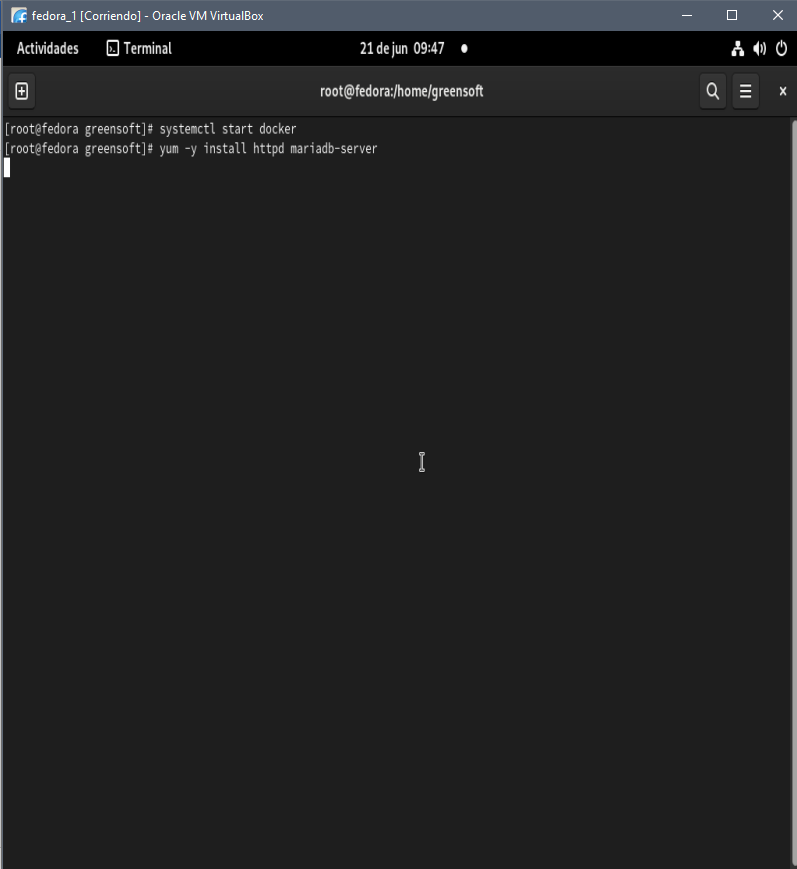 fedora_1 [Corriendo] - Oracle VM VirtualBox
Actividades Terminal 21 de jun 09:47
root@fedora:/home/greensoft
[root@fedora greensoft]# systemctl start docker
[root@fedora greensoft]# yum -y install httpd mariadb-server